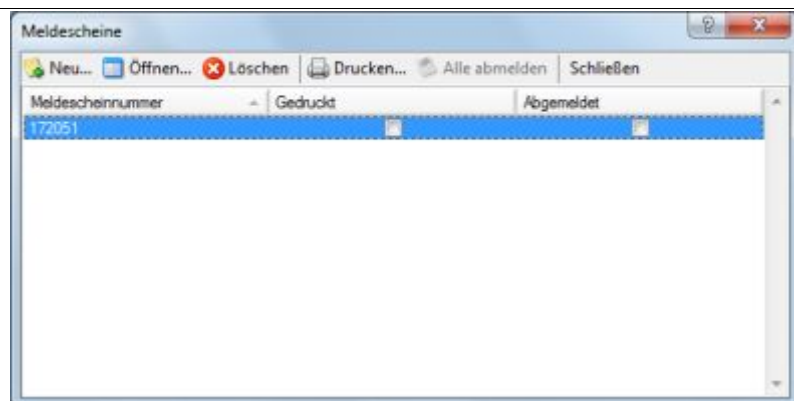 Meldescheine
Neu... Öffnen... Löschen Drucken... Alle abmelden Schließen
Meldescheinnummer Gedruckt Abgemeldet
172051